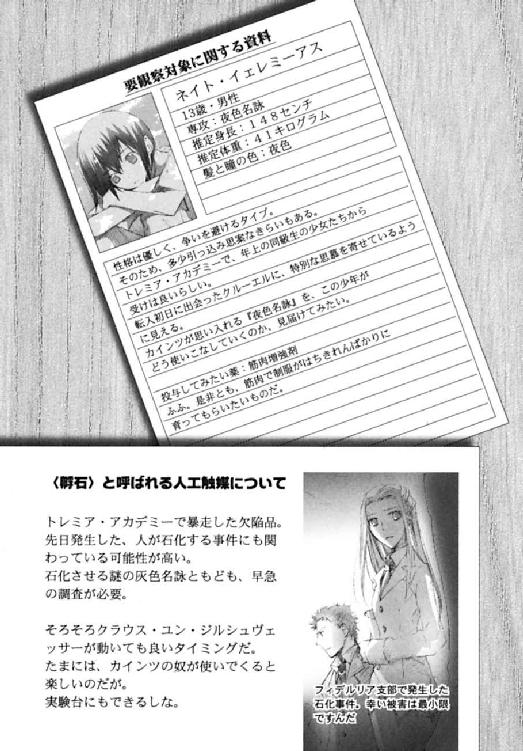 要観察対象に関する資料
ネイト・イェレミーアス
13歳・男性
専攻：夜色名詠
推定身長：148センチ
推定体重：41キログラム
髪と瞳の色：夜色
性格は優しく、争いを避けるタイプ。
そのため、多少引っ込み思案なきらいもある。
トレミア・アカデミーで、年上の同級生の少女たちから
受けは良いらしい。
転入初日に出会ったクルーエルに、特別な思慕を寄せているよう
に見える。
カインツが思い入れる『夜色名詠』を、この少年が
どう使いこなしていくのか、見届けてみたい。
投与してみたい薬：筋肉増強剤
ふふ。是非とも、筋肉で制服がはちきれんばかりに
育ってもらいたいものだ。
〈孵石〉と呼ばれる人工触媒について
トレミア・アカデミーで暴走した欠陥品。
先日発生した、人が石化する事件にも関
わっている可能性が高い。
石化させる謎の灰色名詠ともども、早急
の調査が必要。
そろそろクラウス・ユン・ジルシュヴェ
ッサーが動いても良いタイミングだ。
たまには、カインツの奴が使いでくると
楽しいのだが。
実験台にもできるしな。
フィデルリア支部で発生した
石化事件。幸い被害は最小限
ですんだ